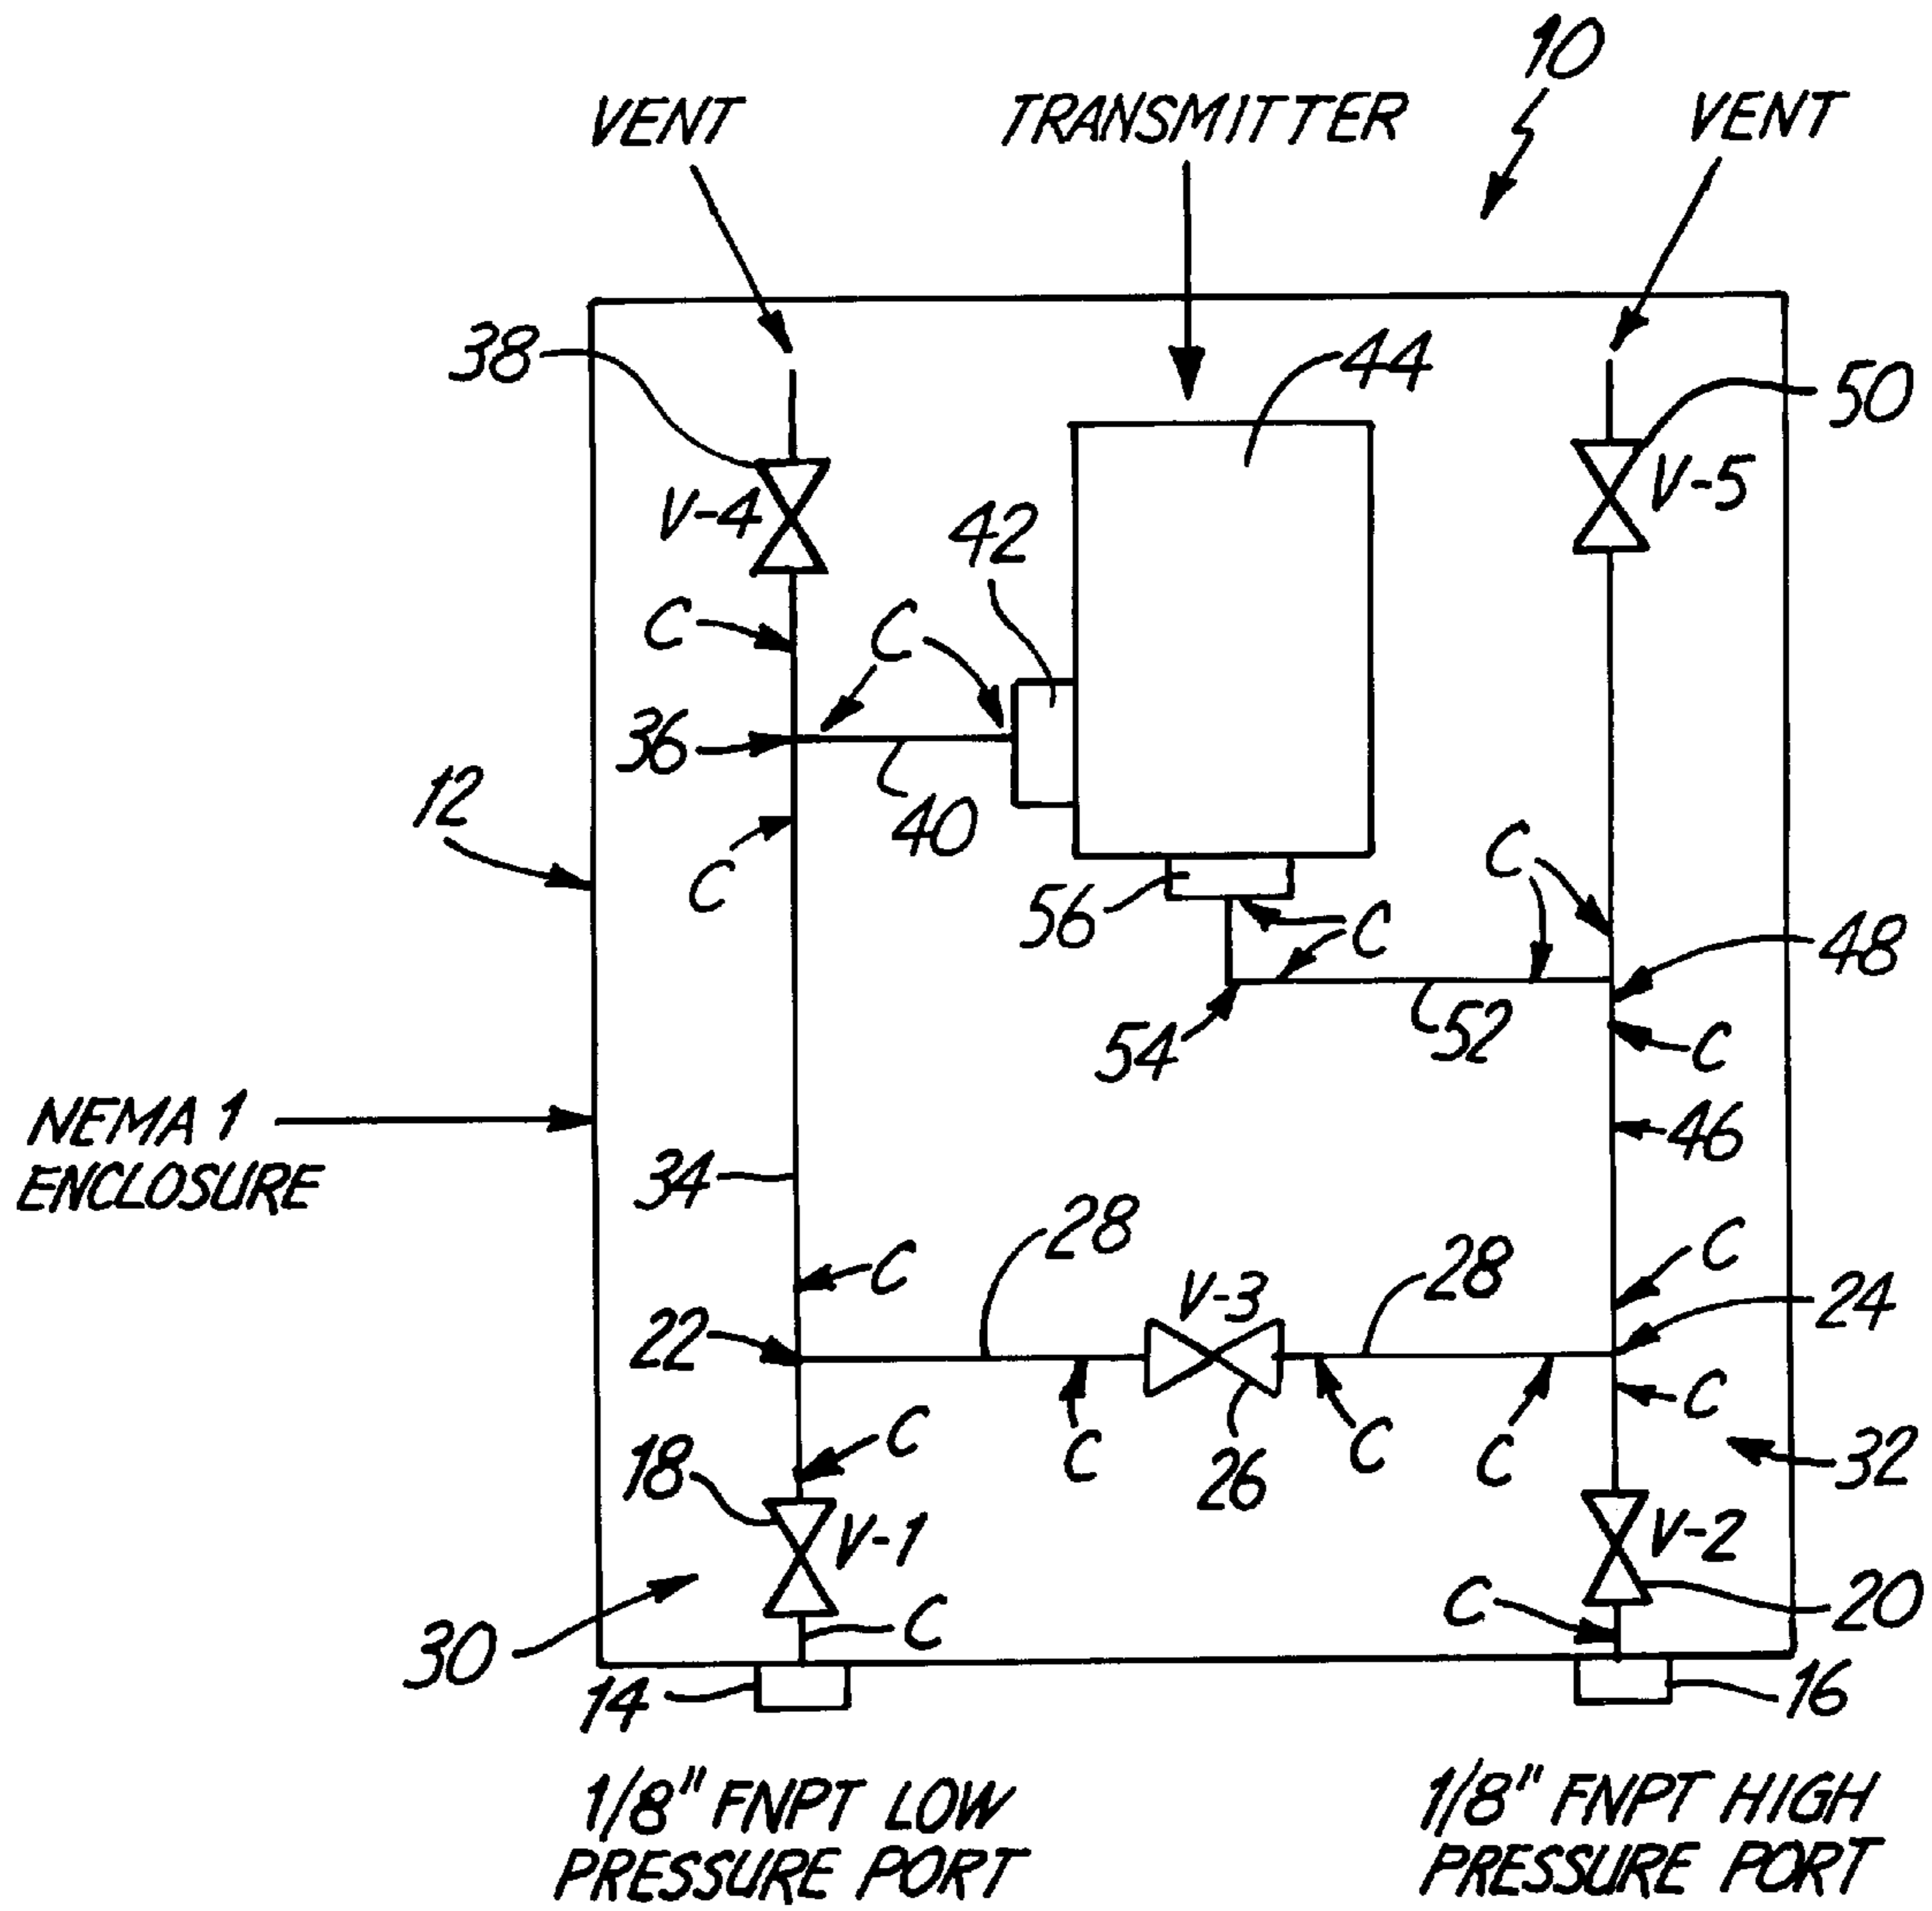 10
VENT
TRANSMITTER
VENT
38
44
50
V-4
V-5
42
C
C
36
40
12
C
C
56
C
48
54
52
C
NEMA 1
ENCLOSURE
46
34
28
C
C
V-3
28
24
22
C
C
18
C
C
26
C
32
V-1
V-2
30
C
C
20
14
16
1/8" FNPT LOW
PRESSURE PORT
1/8" FNPT HIGH
PRESSURE PORT